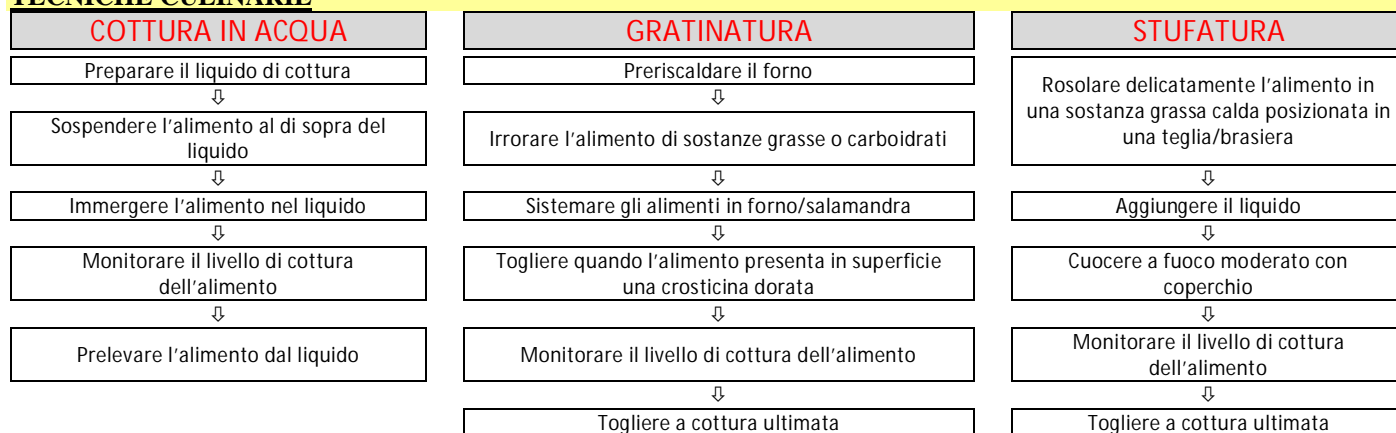 TECNICHE CULINARIE
COTTURA IN ACQUA
Preparare il liquido di cottura
⇩
Sospendere l'alimento al di sopra del
liquido
⇩
Immergere l'alimento nel liquido
⇩
Monitorare il livello di cottura
dell'alimento
⇩
Prelevare l'alimento dal liquido
GRATINATURA
Preriscaldare il forno
⇩
Irrorare l'alimento di sostanze grasse o carboidrati
⇩
Sistemare gli alimenti in forno/salamandra
⇩
Togliere quando l'alimento presenta in superficie
una crosticina dorata
⇩
Monitorare il livello di cottura dell'alimento
⇩
Togliere a cottura ultimata
STUFATURA
Rosolare delicatamente l'alimento in
una sostanza grassa calda posizionata in
una teglia/brasiera
⇩
Aggiungere il liquido
⇩
Cuocere a fuoco moderato con
coperchio
⇩
Monitorare il livello di cottura
dell'alimento
⇩
Togliere a cottura ultimata